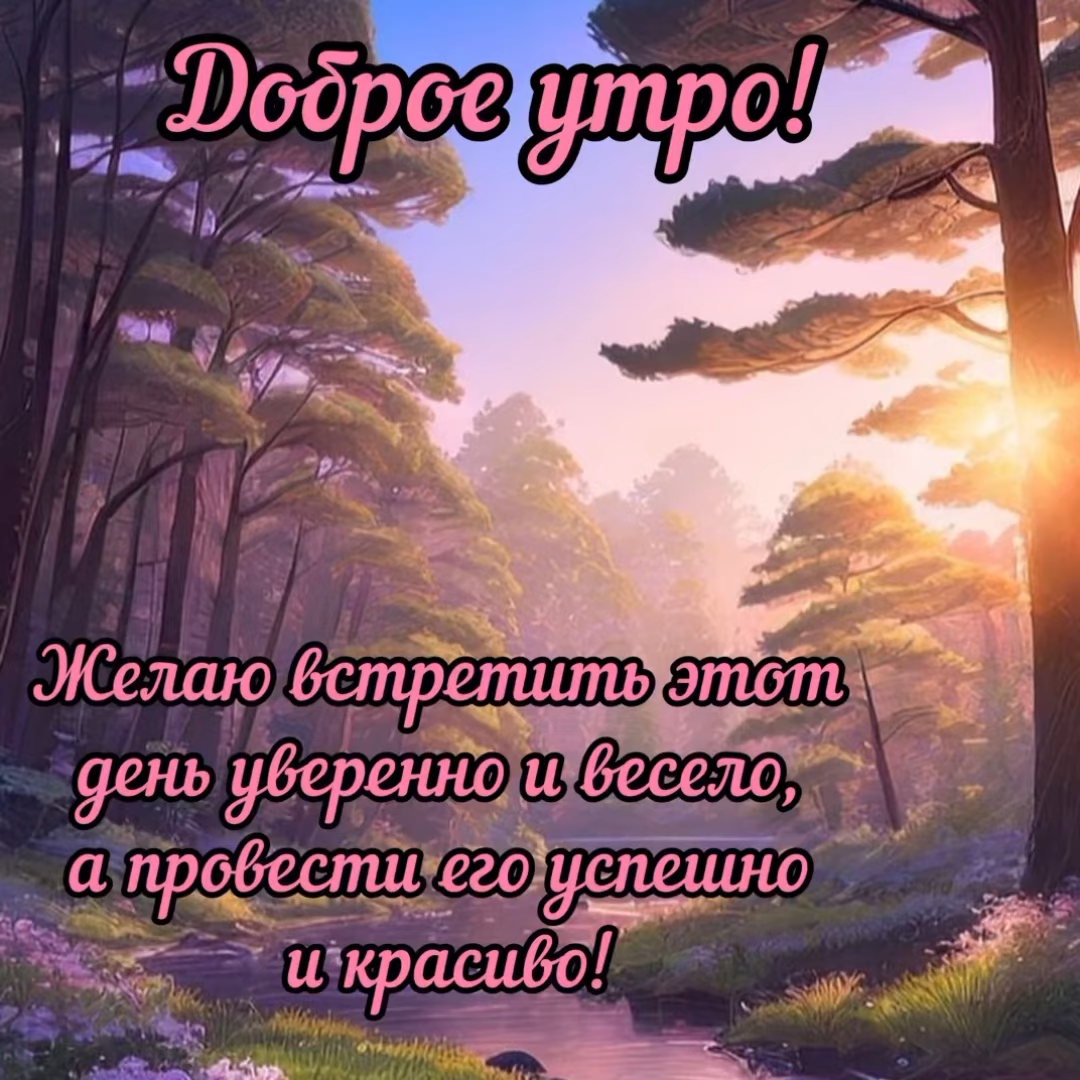 Доброе утро!
Желаю встретить этот
день уверенно и весело,
а провести его успешно
и красиво!